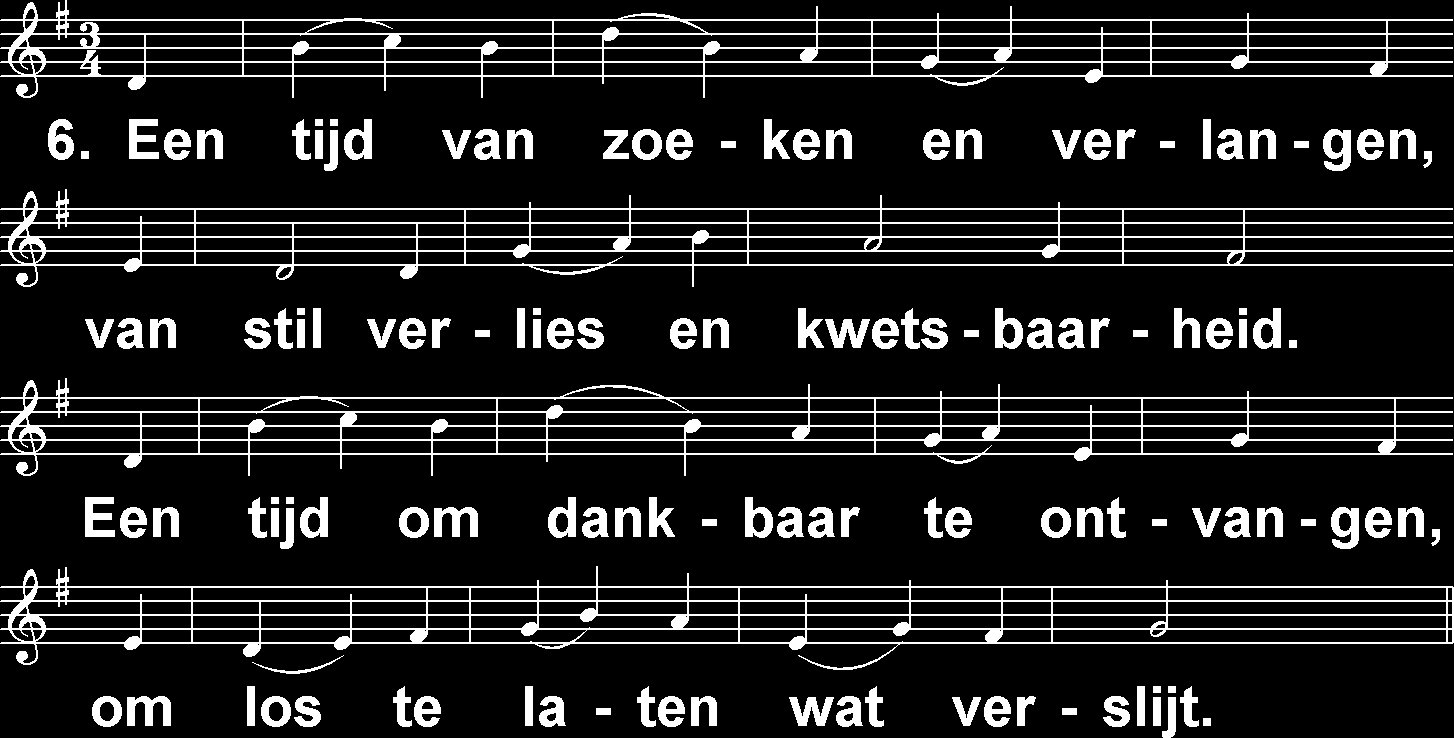 6. Een tijd van zoe - ken en ver - lan - gen,
van stil ver - lies en kwets - baar - heid.
Een tijd om dank - baar te ont - van - gen,
om los te la - ten wat ver - slijt.